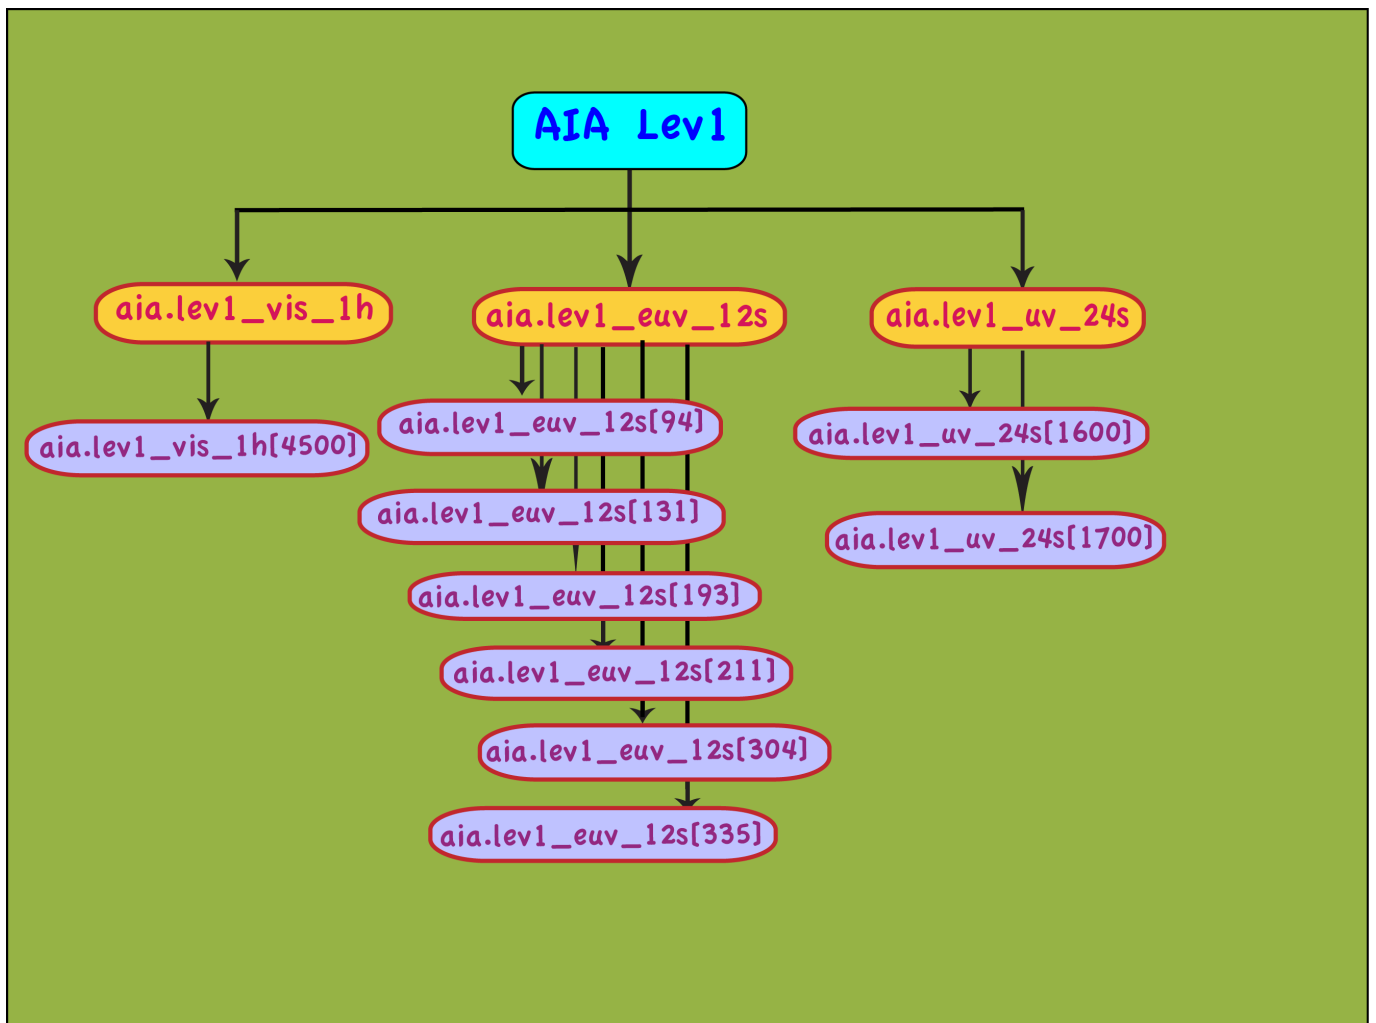 AIA Lev1
aia.lev1_vis_1h
aia.lev1_euv_12s
aia.lev1_uv_24s
aia.lev1_vis_1h[4500]
aia.lev1_euv_12s[94]
aia.lev1_euv_12s[131]
aia.lev1_euv_12s[193]
aia.lev1_euv_12s[211]
aia.lev1_euv_12s[304]
aia.lev1_euv_12s[335]
aia.lev1_uv_24s[1600]
aia.lev1_uv_24s[1700]